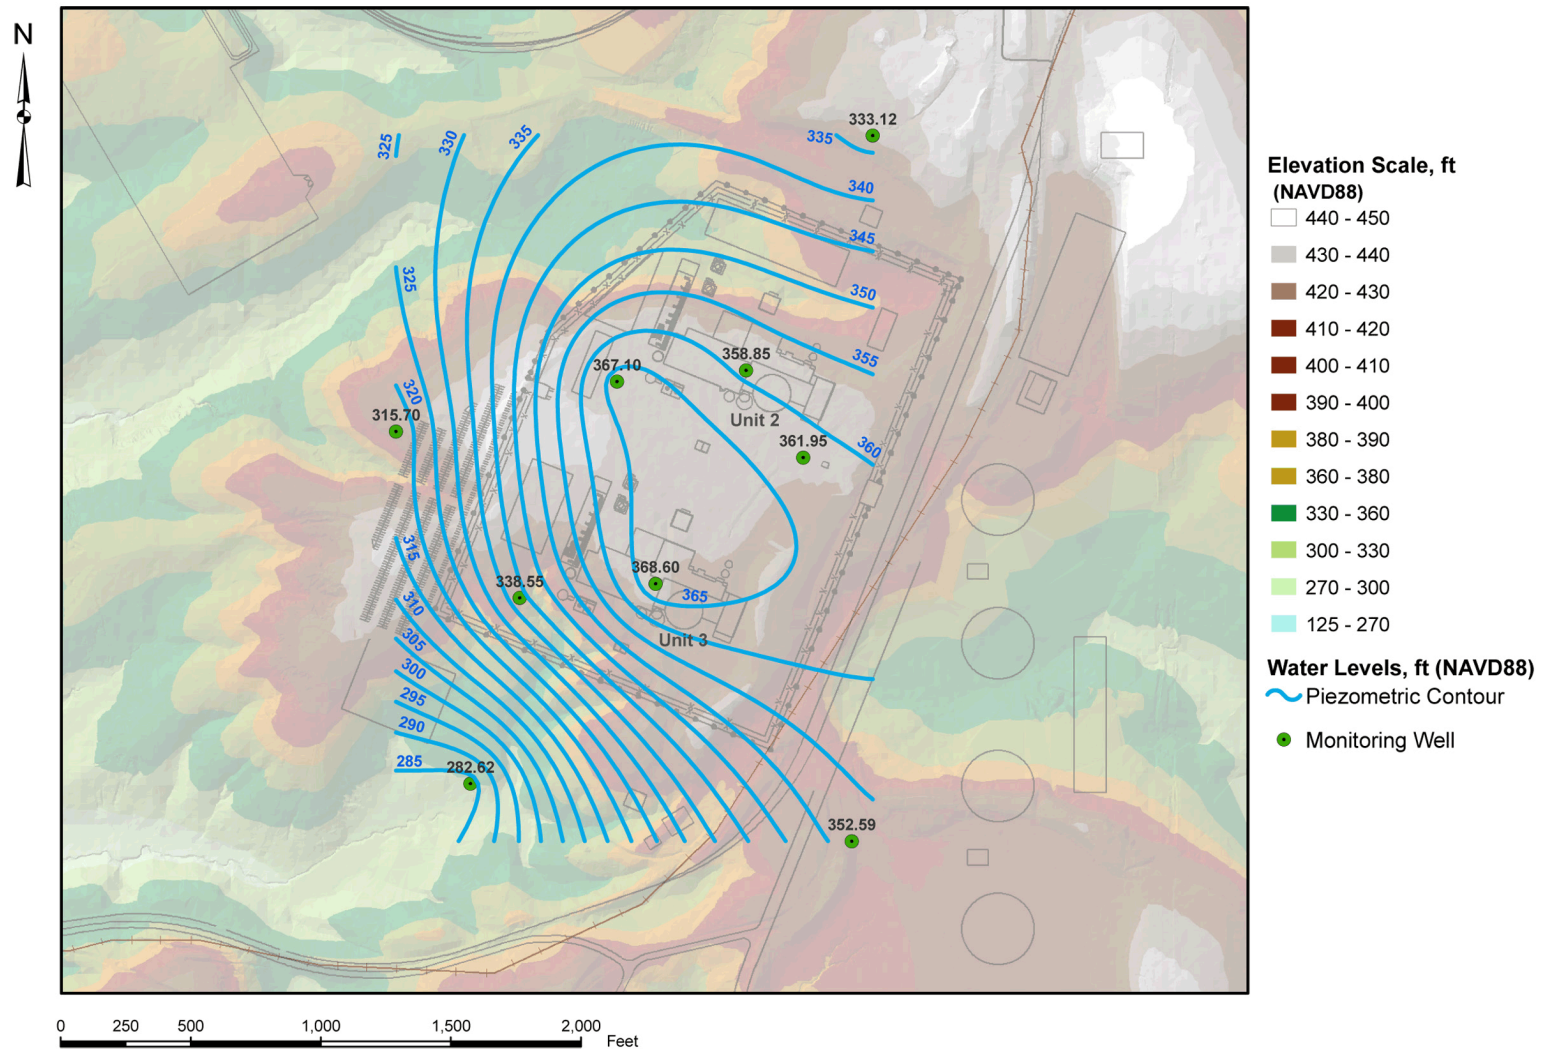 N
325
330
335
335
333.12
340
345
350
355
360
325
320
315.70
367.10
358.85
Unit 2
361.95
315
338.55
368.60
365
Unit 3
310
305
300
295
290
285
282.62
352.59
Elevation Scale, ft
(NAVD88)
440 - 450
430 - 440
420 - 430
410 - 420
400 - 410
390 - 400
380 - 390
360 - 380
330 - 360
300 - 330
270 - 300
125 - 270
Water Levels, ft (NAVD88)
Piezometric Contour
Monitoring Well
0 250 500 1,000 1,500 2,000
Feet